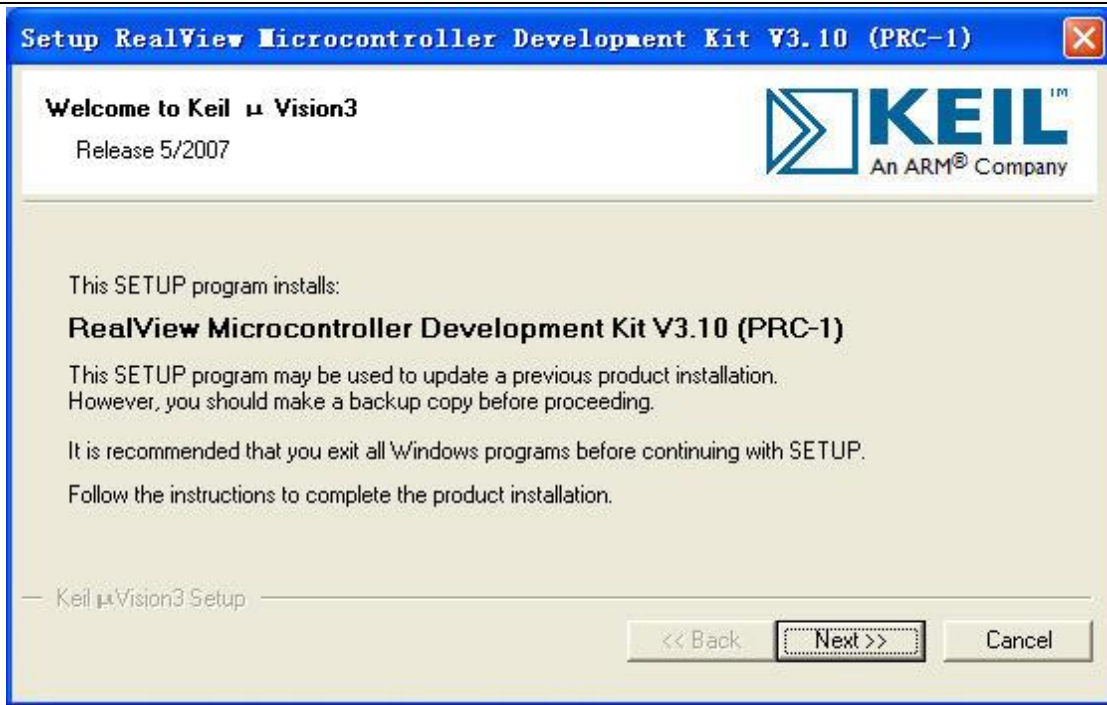 Setup RealView Microcontroller Development Kit V3.10 (PRC-1)
Welcome to Keil μ Vision3
Release 5/2007
KEIL™
An ARM® Company
This SETUP program installs:
RealView Microcontroller Development Kit V3.10 (PRC-1)
This SETUP program may be used to update a previous product installation.
However, you should make a backup copy before proceeding.
It is recommended that you exit all Windows programs before continuing with SETUP.
Follow the instructions to complete the product installation.
Keil μVision3 Setup
<< Back
Next >>
Cancel